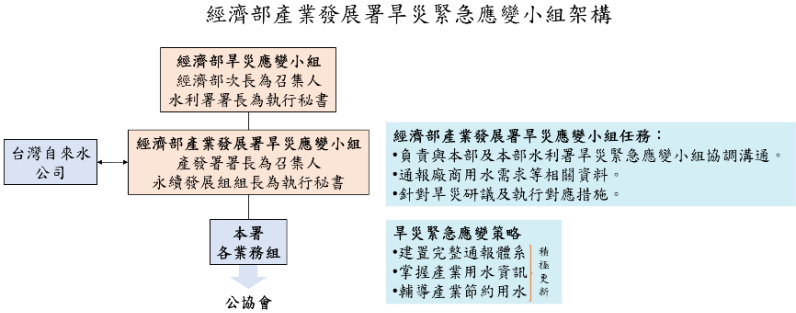 經濟部產業發展署旱災緊急應變小組架構
經濟部旱災應變小組
經濟部次長為召集人
水利署署長為執行秘書
台灣自來水
公司
經濟部產業發展署旱災應變小組
產發署署長為召集人
永續發展組組長為執行秘書
經濟部產業發展署旱災應變小組任務：
•負責與本部及本部水利署旱災緊急應變小組協調溝通。
•通報廠商用水需求等相關資料。
•針對旱災研議及執行對應措施。
本署
各業務組
公協會
旱災緊急應變策略
•建置完整通報體系
•掌握產業用水資訊
•輔導產業節約用水
積極更新